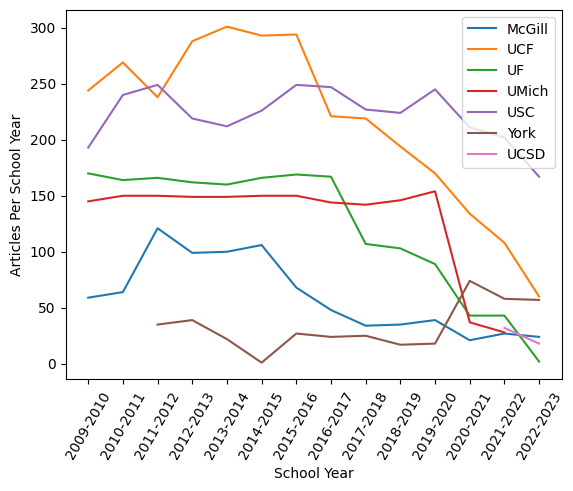 300
250
200
150
100
50
0
Articles Per School Year
McGill
UCF
UF
UMich
USC
York
UCSD
2009-2010
2010-2011
2011-2012
2012-2013
2013-2014
2014-2015
2015-2016
2016-2017
2017-2018
2018-2019
2019-2020
2020-2021
2021-2022
2022-2023
School Year